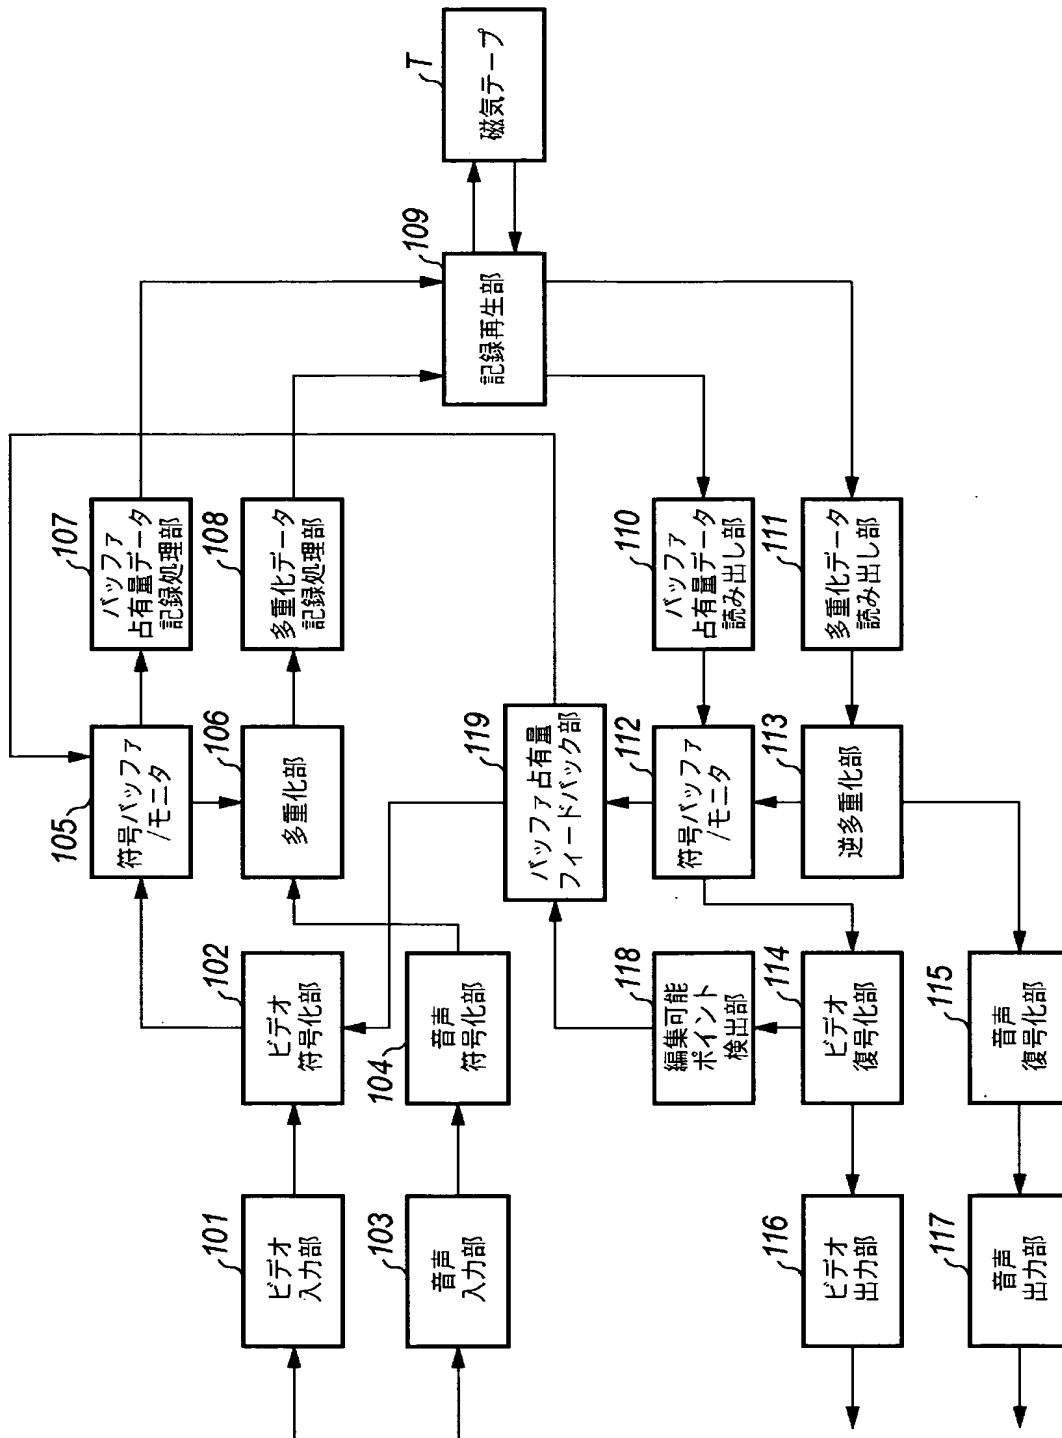 101
ビデオ
入力部
102
ビデオ
符号化部
103
音声
入力部
104
音声
符号化部
105
符号バッファ
/モニタ
106
多重化部
107
バッファ
占有量データ
記録処理部
108
多重化データ
記録処理部
109
記録再生部
T
磁気テープ
110
バッファ
占有量データ
読み出し部
111
多重化データ
読み出し部
112
符号バッファ
/モニタ
113
逆多重化部
114
ビデオ
復号化部
115
音声
復号化部
116
ビデオ
出力部
117
音声
出力部
118
編集可能
ポイント
検出部
119
バッファ占有量
フィードバック部